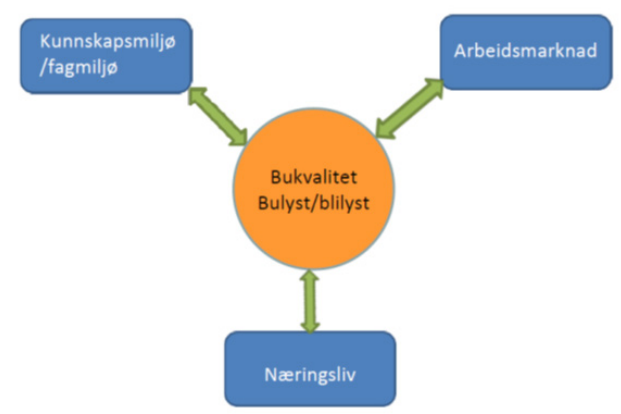 Kunnskapsmiljø
/fagmiljø
Arbeidsmarknad
Bukvalitet
Bulyst/blilyst
Næringsliv